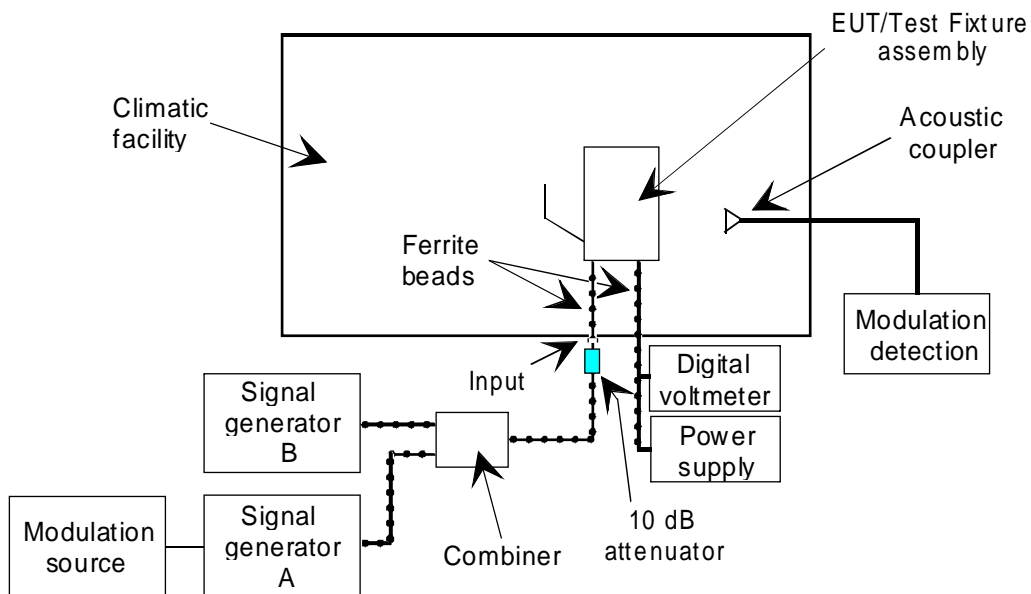 EUT/Test Fixture
assembly
Climatic
facility
Acoustic
coupler
Ferrite
beads
Modulation
detection
Input
Digital
voltmeter
Signal
generator
B
Power
supply
Modulation
source
Signal
generator
A
Combiner
10 dB
attenuator